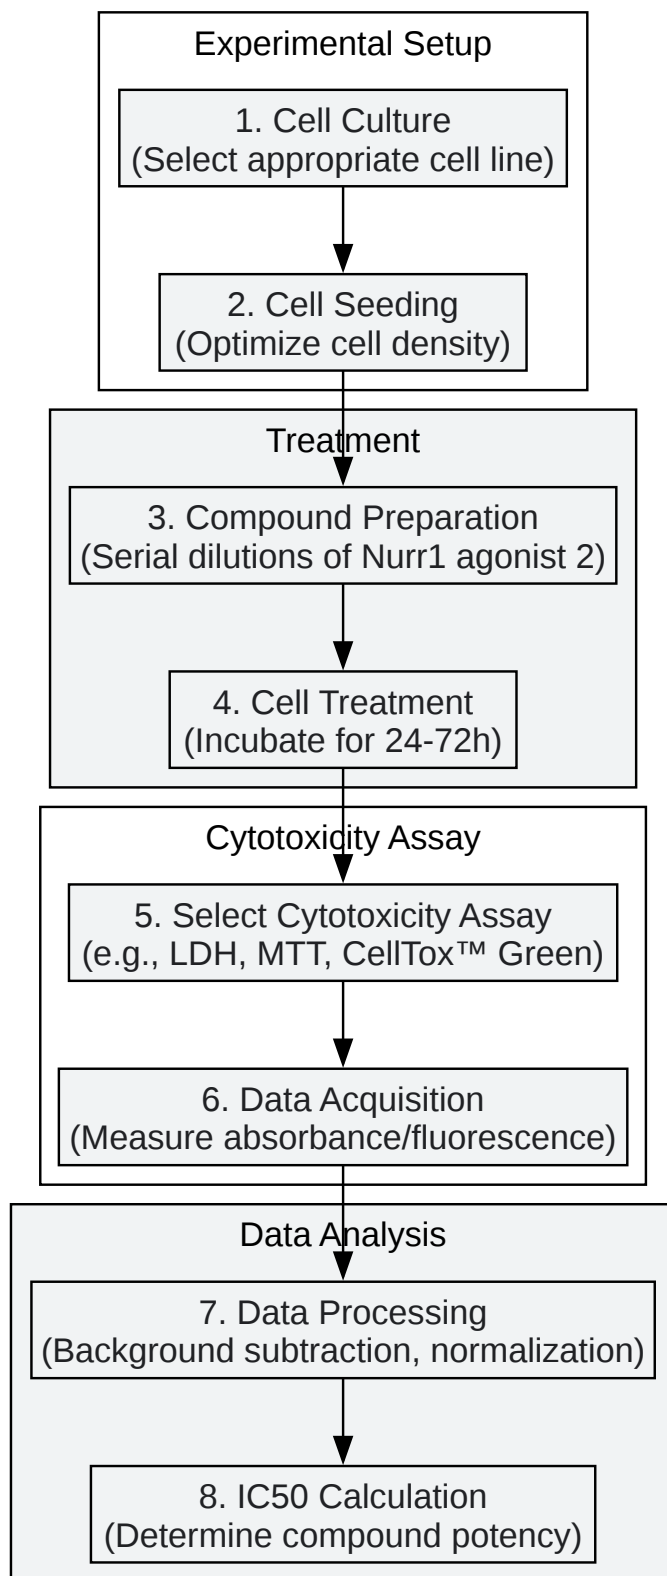 Experimental Setup
1. Cell Culture
(Select appropriate cell line)
2. Cell Seeding
(Optimize cell density)
Treatment
3. Compound Preparation
(Serial dilutions of Nurr1 agonist 2)
4. Cell Treatment
(Incubate for 24-72h)
Cytotoxicity Assay
5. Select Cytotoxicity Assay
(e.g., LDH, MTT, CellTox™ Green)
6. Data Acquisition
(Measure absorbance/fluorescence)
Data Analysis
7. Data Processing
(Background subtraction, normalization)
8. IC50 Calculation
(Determine compound potency)